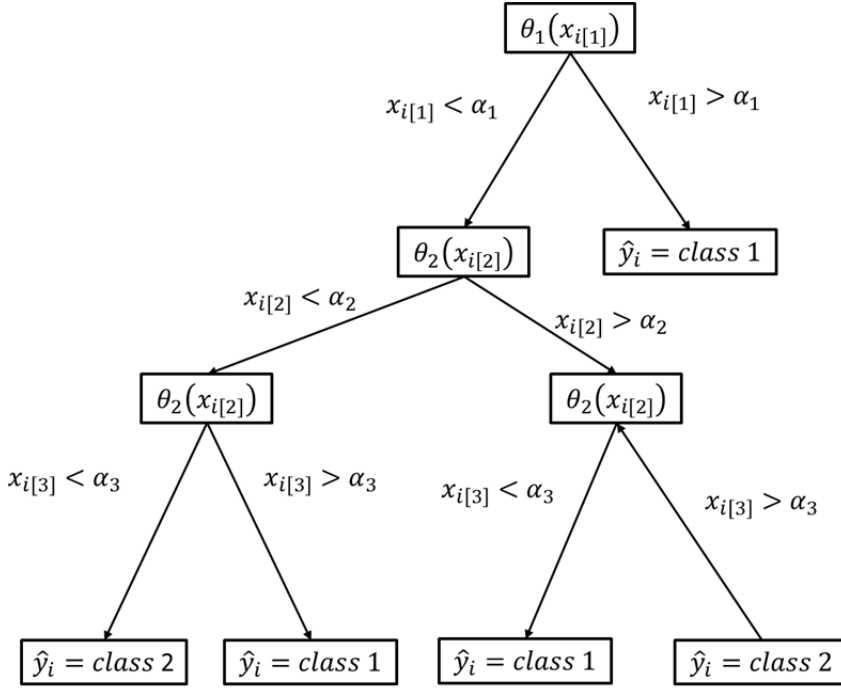 θ₁(xᵢ[₁])
xᵢ[₁] < α₁
xᵢ[₁] > α₁
θ₂(xᵢ[₂])
ŷᵢ = class 1
xᵢ[₂] < α₂
xᵢ[₂] > α₂
θ₂(xᵢ[₂])
θ₂(xᵢ[₂])
xᵢ[₃] < α₃
xᵢ[₃] > α₃
xᵢ[₃] < α₃
xᵢ[₃] > α₃
ŷᵢ = class 2
ŷᵢ = class 1
ŷᵢ = class 1
ŷᵢ = class 2